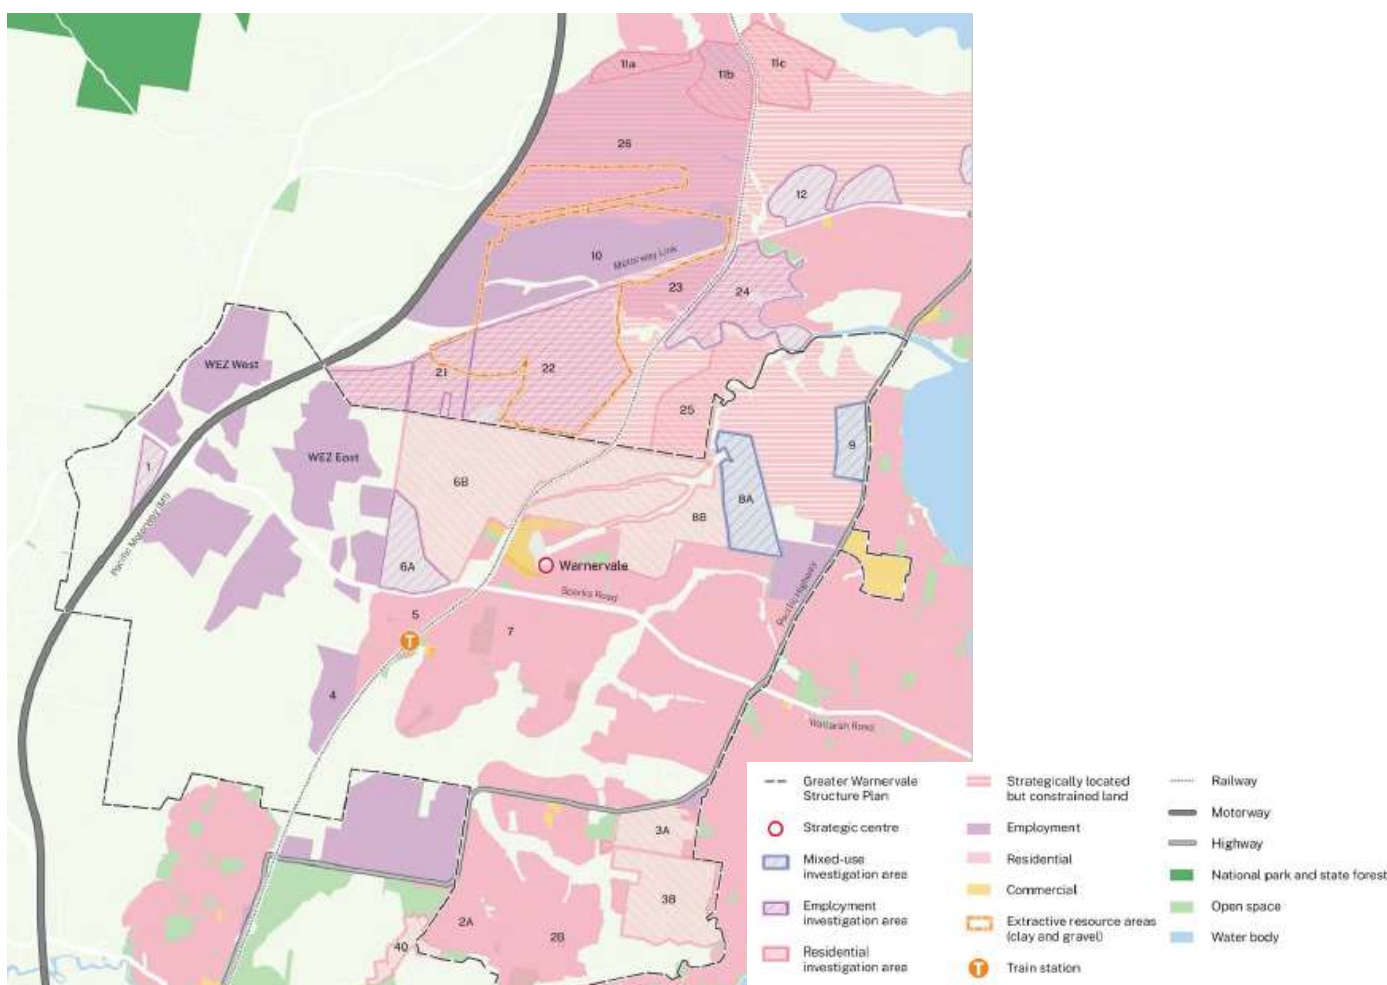 11a
11b
11c
26
12
10
Motorway Link
23
24
WEZ West
21
22
25
1
WEZ East
6B
8A
9
8B
Pacific Motorway (M1)
6A
Warnervale
Sparks Road
Pacific Highway
5
7
T
4
Wallarah Road
3A
3B
2A
2B
40
Greater Warnervale
Structure Plan
Strategic centre
Mixed-use
investigation area
Employment
investigation area
Residential
investigation area
Strategically located
but constrained land
Employment
Residential
Commercial
Extractive resource areas
(clay and gravel)
T
Train station
Railway
Motorway
Highway
National park and state forest
Open space
Water body